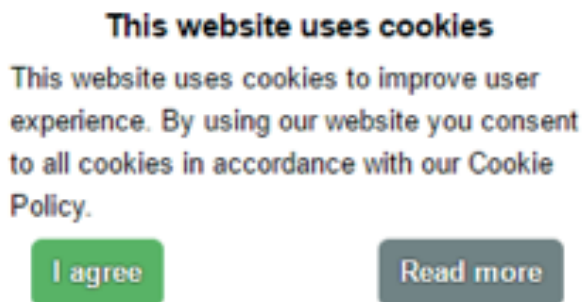 This website uses cookies
This website uses cookies to improve user
experience. By using our website you consent
to all cookies in accordance with our Cookie
Policy.
I agree
Read more